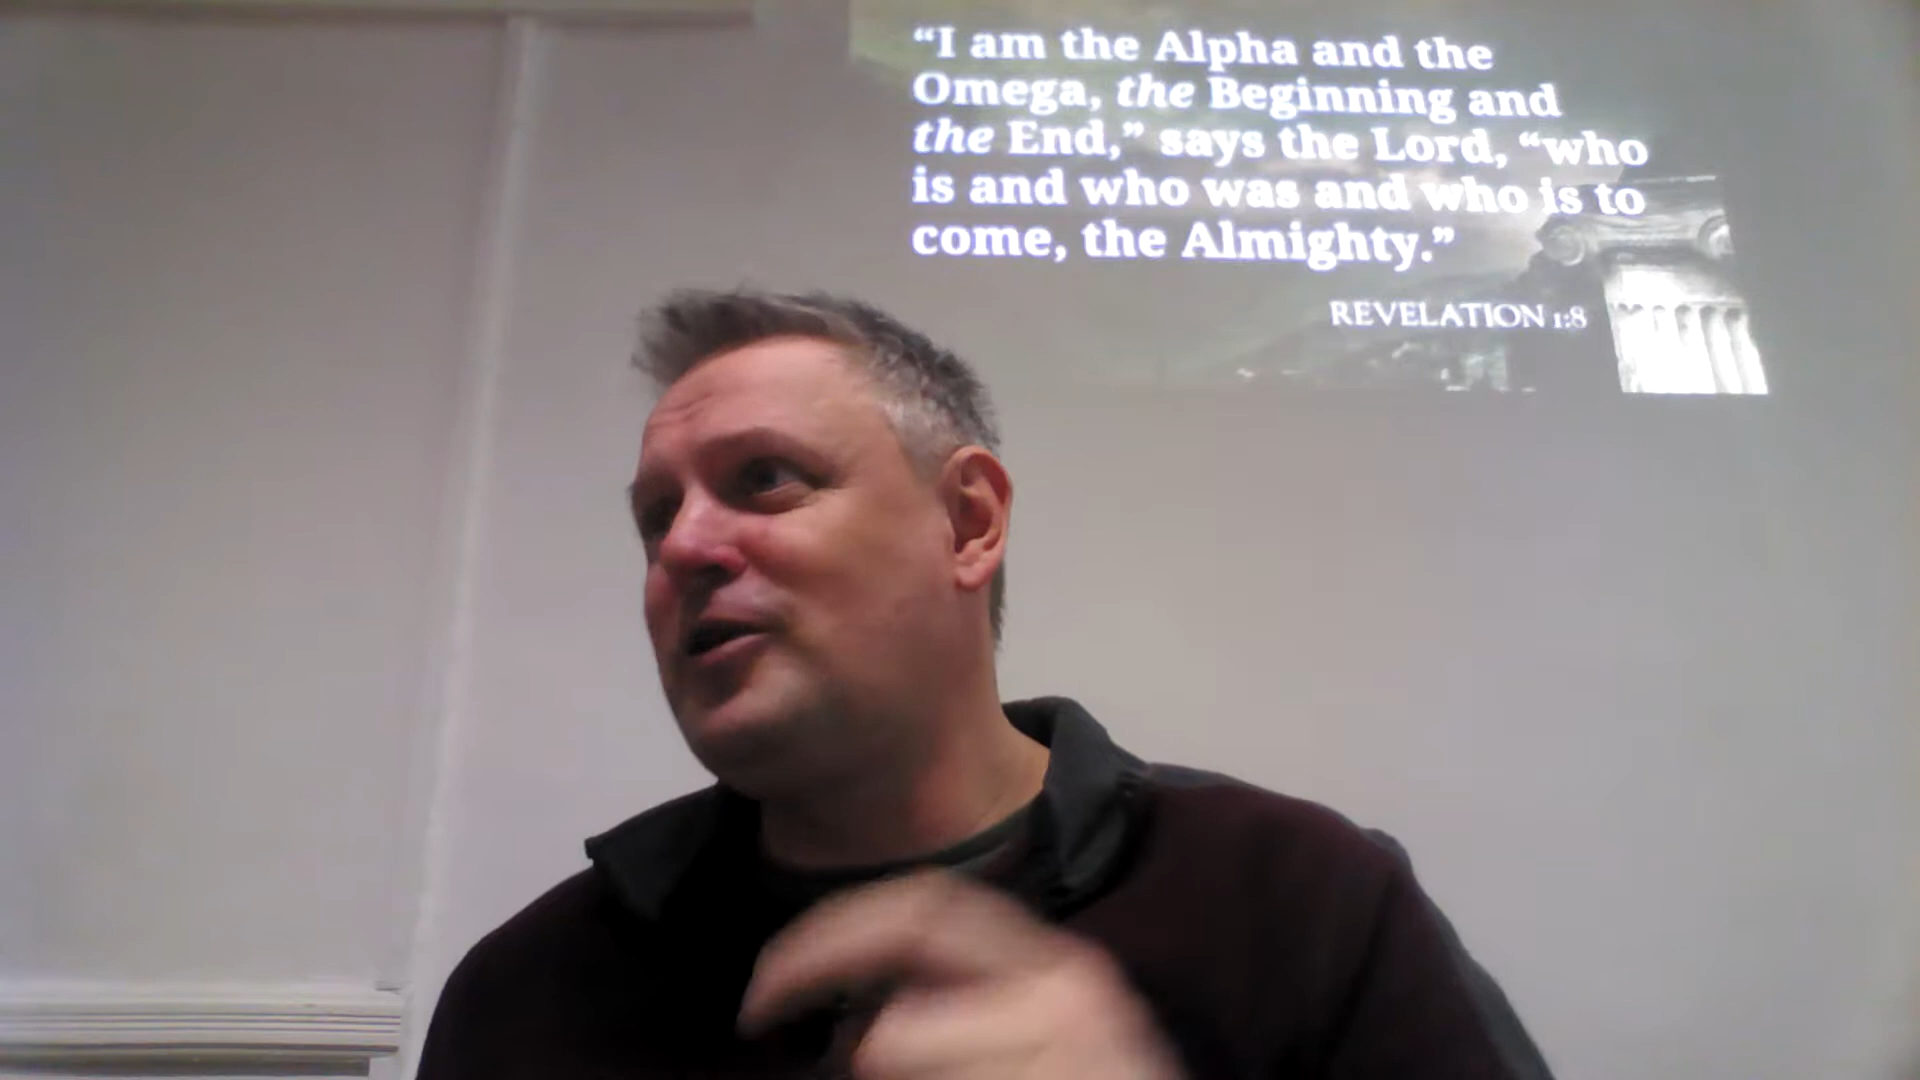 “I am the Alpha and the
Omega, the Beginning and
the End,” says the Lord, “who
is and who was and who is to
come, the Almighty.”
REVELATION 1:8